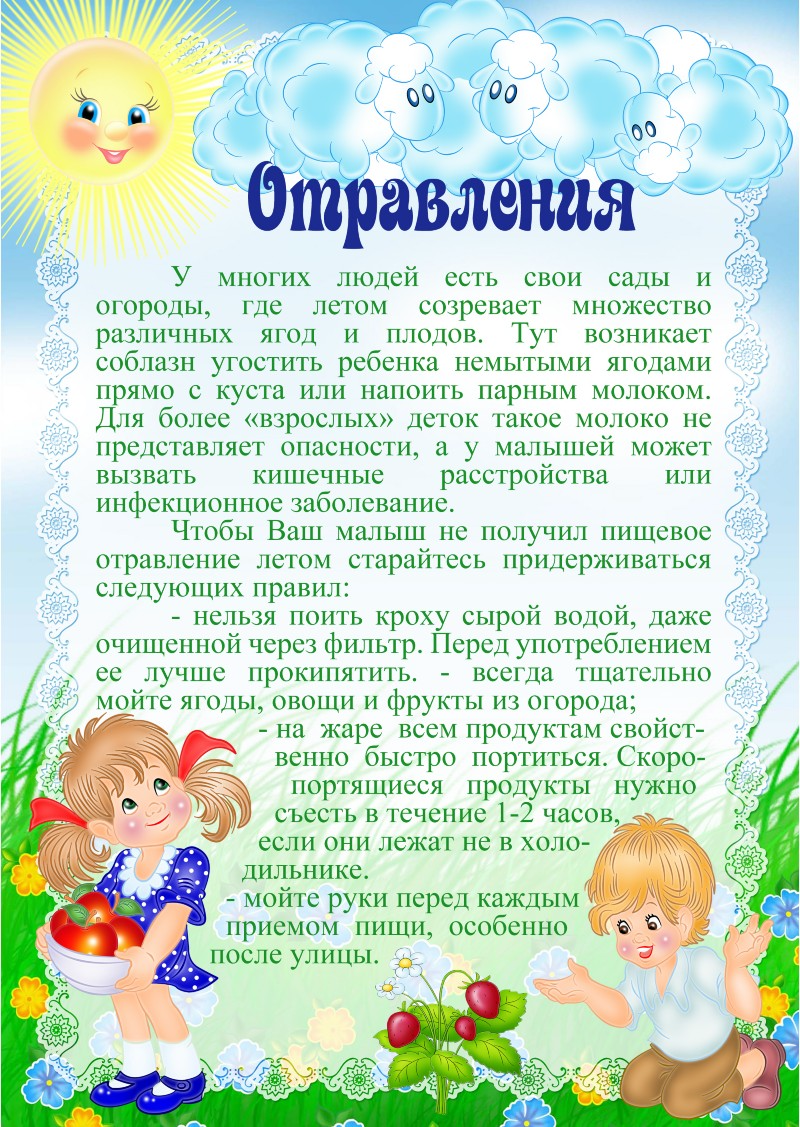 Отравления
У многих людей есть свои сады и
огороды, где летом созревает множество
различных ягод и плодов. Тут возникает
соблазн угостить ребенка немытыми ягодами
прямо с куста или напоить парным молоком.
Для более «взрослых» деток такое молоко не
представляет опасности, а у малышей может
вызвать кишечные расстройства или
инфекционное заболевание.
Чтобы Ваш малыш не получил пищевое
отравление летом старайтесь придерживаться
следующих правил:
- нельзя поить кроху сырой водой, даже
очищенной через фильтр. Перед употреблением
ее лучше прокипятить. - всегда тщательно
мойте ягоды, овощи и фрукты из огорода;
- на жаре всем продуктам свойст-
венно быстро портиться. Скоро-
портящиеся продукты нужно
съесть в течение 1-2 часов,
если они лежат не в холо-
дильнике.
- мойте руки перед каждым
приемом пищи, особенно
после улицы.